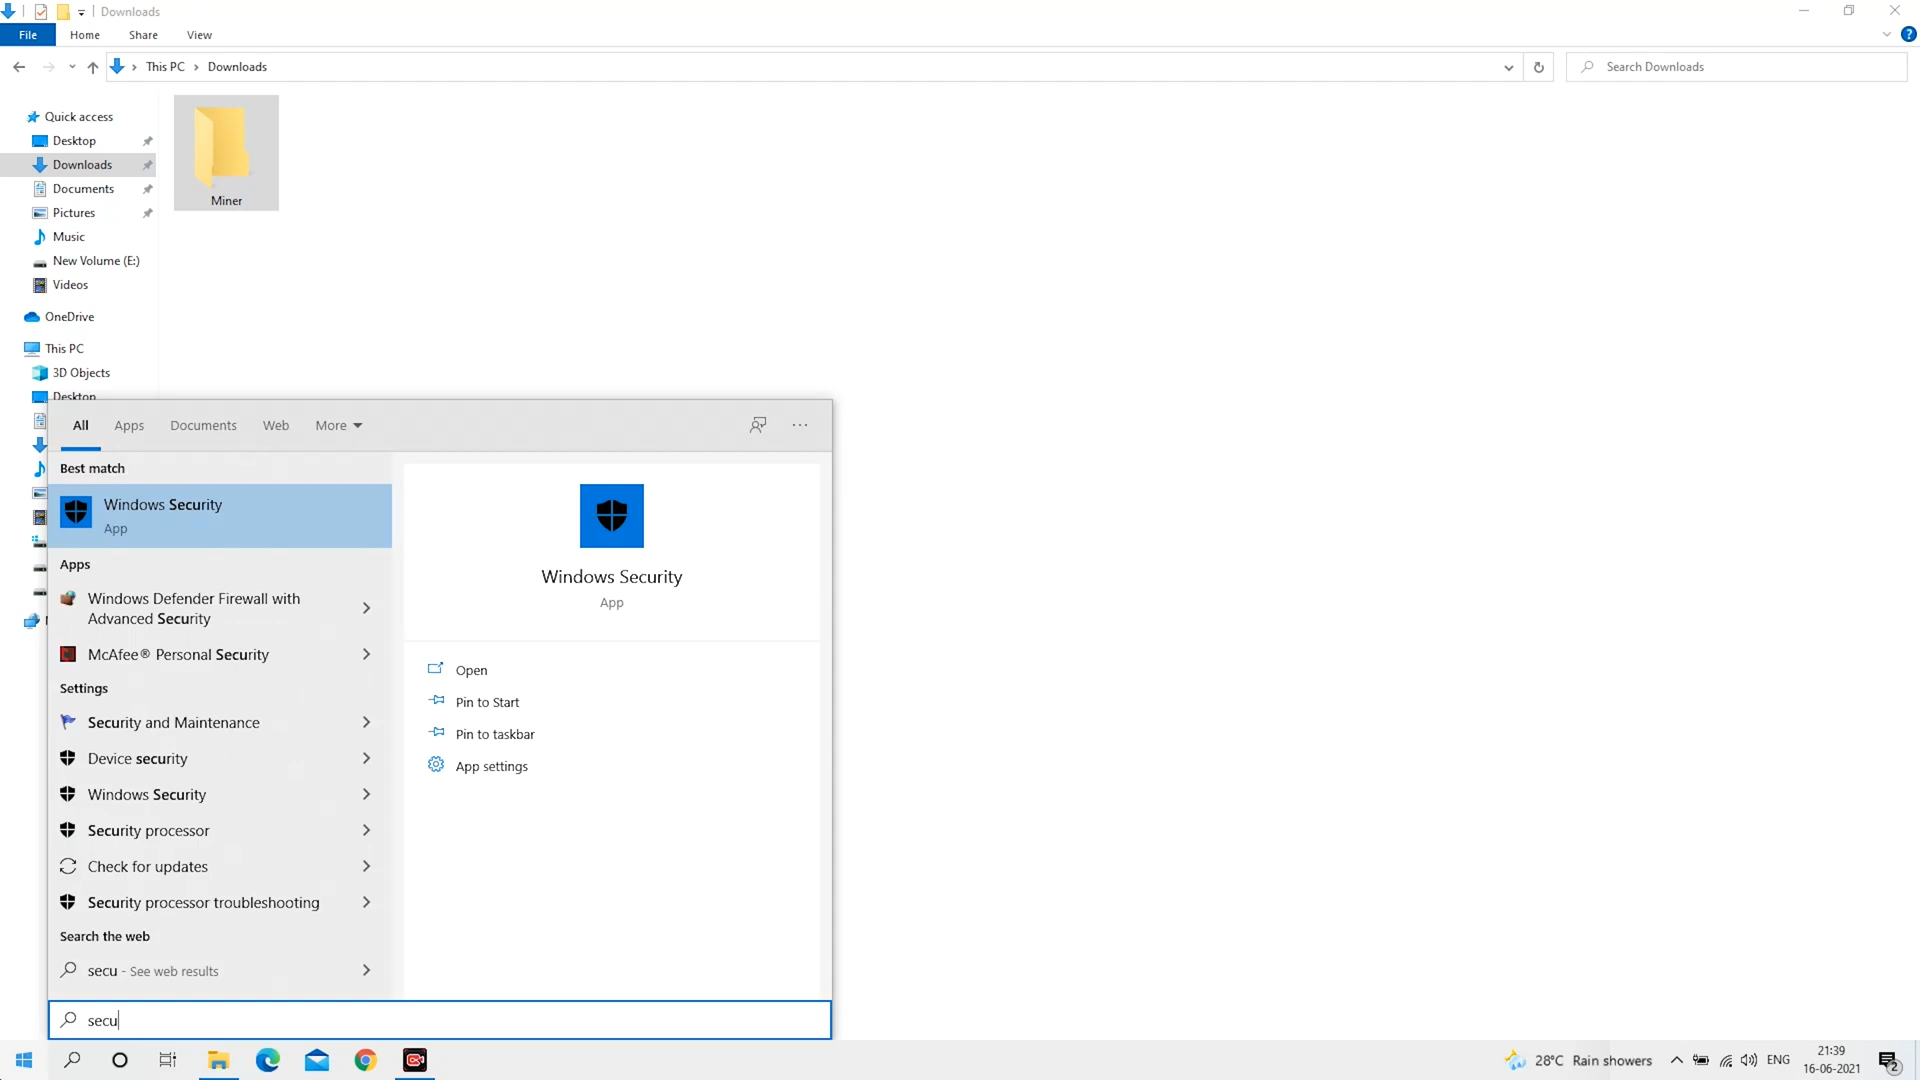 Downloads
File
Home
Share
View
This PC
Downloads
Search Downloads
Quick access
Desktop
Downloads
Documents
Pictures
Music
New Volume (E:)
Videos
OneDrive
This PC
3D Objects
Desktop
Miner
All
Apps
Documents
Web
More
Best match
Windows Security
App
Apps
Windows Defender Firewall with
Advanced Security
McAfee® Personal Security
Settings
Security and Maintenance
Device security
Windows Security
Security processor
Check for updates
Security processor troubleshooting
Search the web
secu - See web results
secu
Windows Security
App
Open
Pin to Start
Pin to taskbar
App settings
28°C Rain showers
ENG
21:39
16-06-2021
2